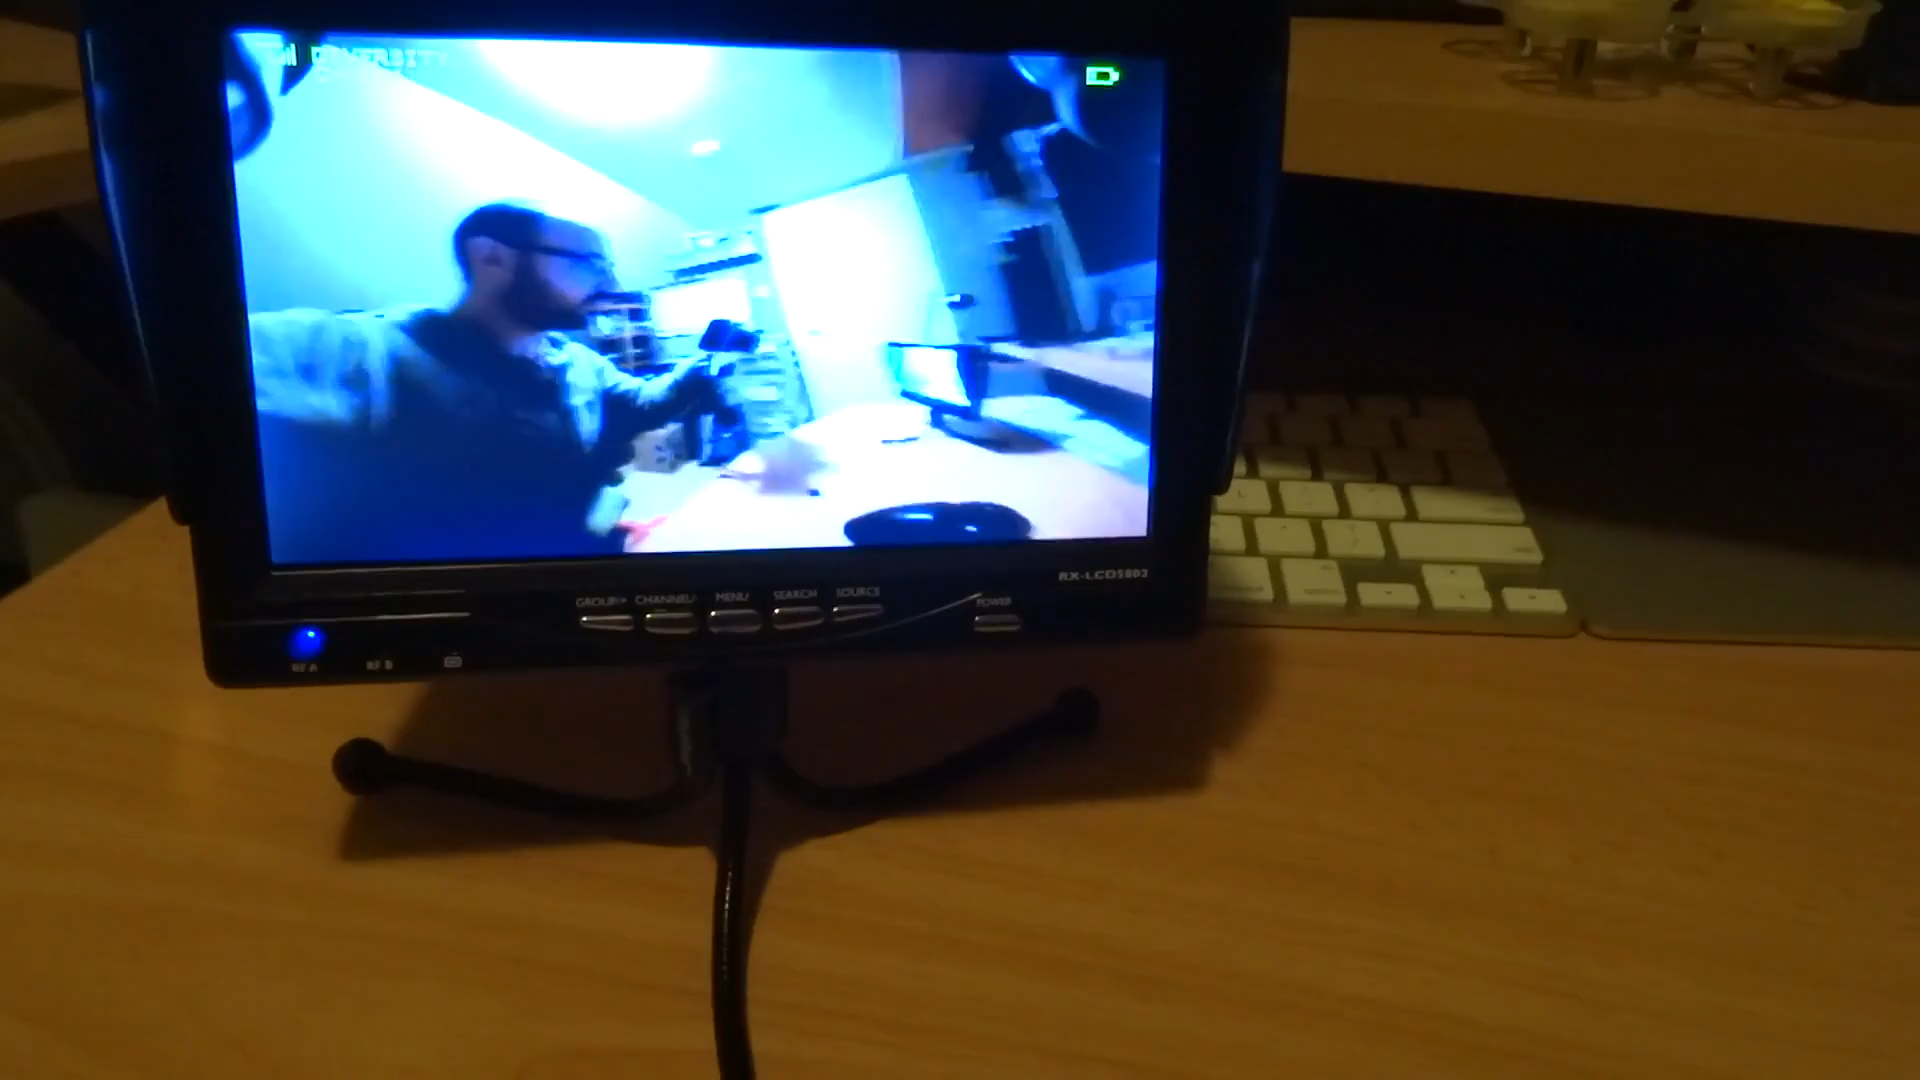 DIVERSITY
RX-LCD5802
GROUP+ CHANNEL MENU SEARCH SOURCE POWER
RF A RF B
L